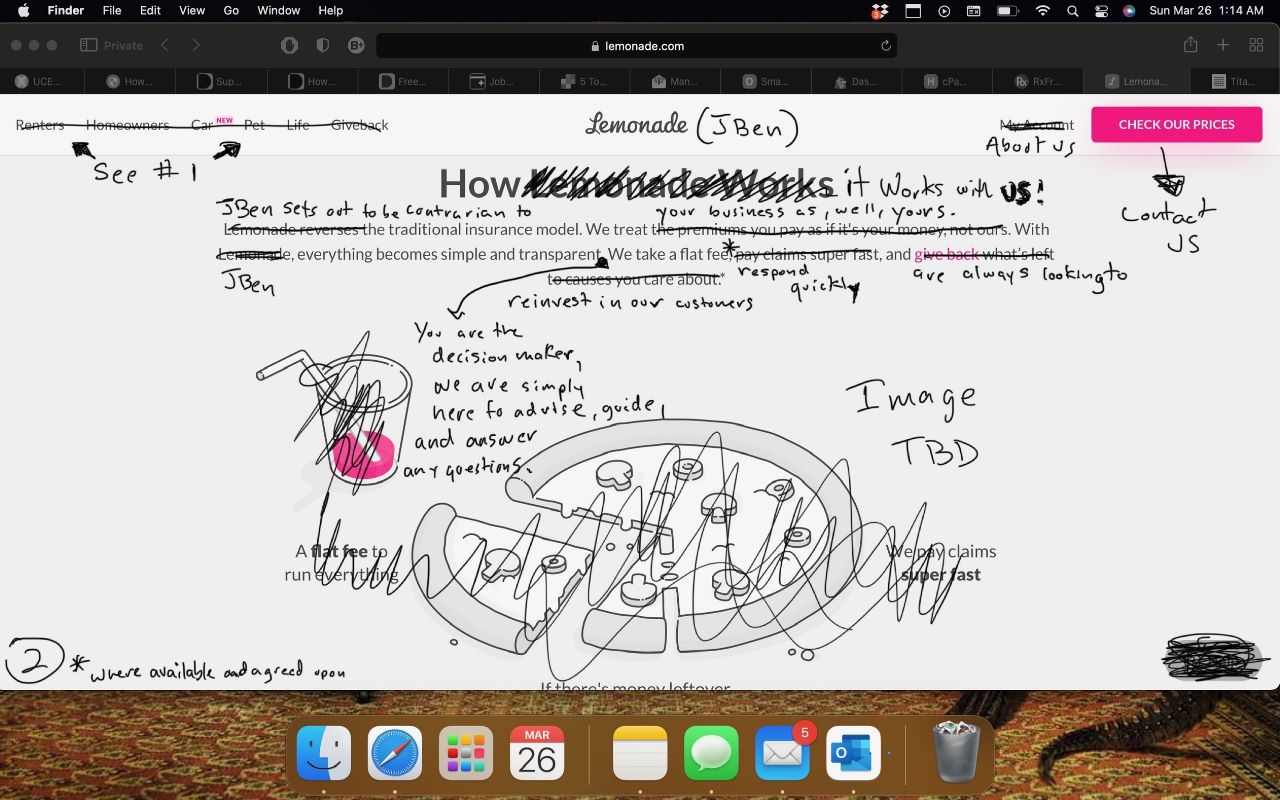 Finder File Edit View Go Window Help Sun Mar 26 1:14 AM
Private lemonade.com
UCE... How... Sup... How... Free... Job... 5 To... Man... Sma... Das... cPa... RxFr... Lemona... Tita...
Renters Homeowners Car NEW Pet Life Giveback Lemonade (JBen) My Account CHECK OUR PRICES
About us
See #1
How Lemonade Works it works with us!
Contact
US
JBen sets out to be contrarian to your business as, well, yours.
Lemonade reverses the traditional insurance model. We treat the premiums you pay as if it's your money, not ours. With
Lemonade, everything becomes simple and transparent. We take a flat fee, * pay claims super fast, and give back what's left
JBen respond quickly are always looking to
to causes you care about.*
reinvest in our customers
You are the
decision maker,
we are simply
here to advise, guide,
and answer
any questions.
Image
TBD
A flat fee to
run everything
We pay claims
super fast
2 * where available and agreed upon
If there's money leftover
MAR
26
5